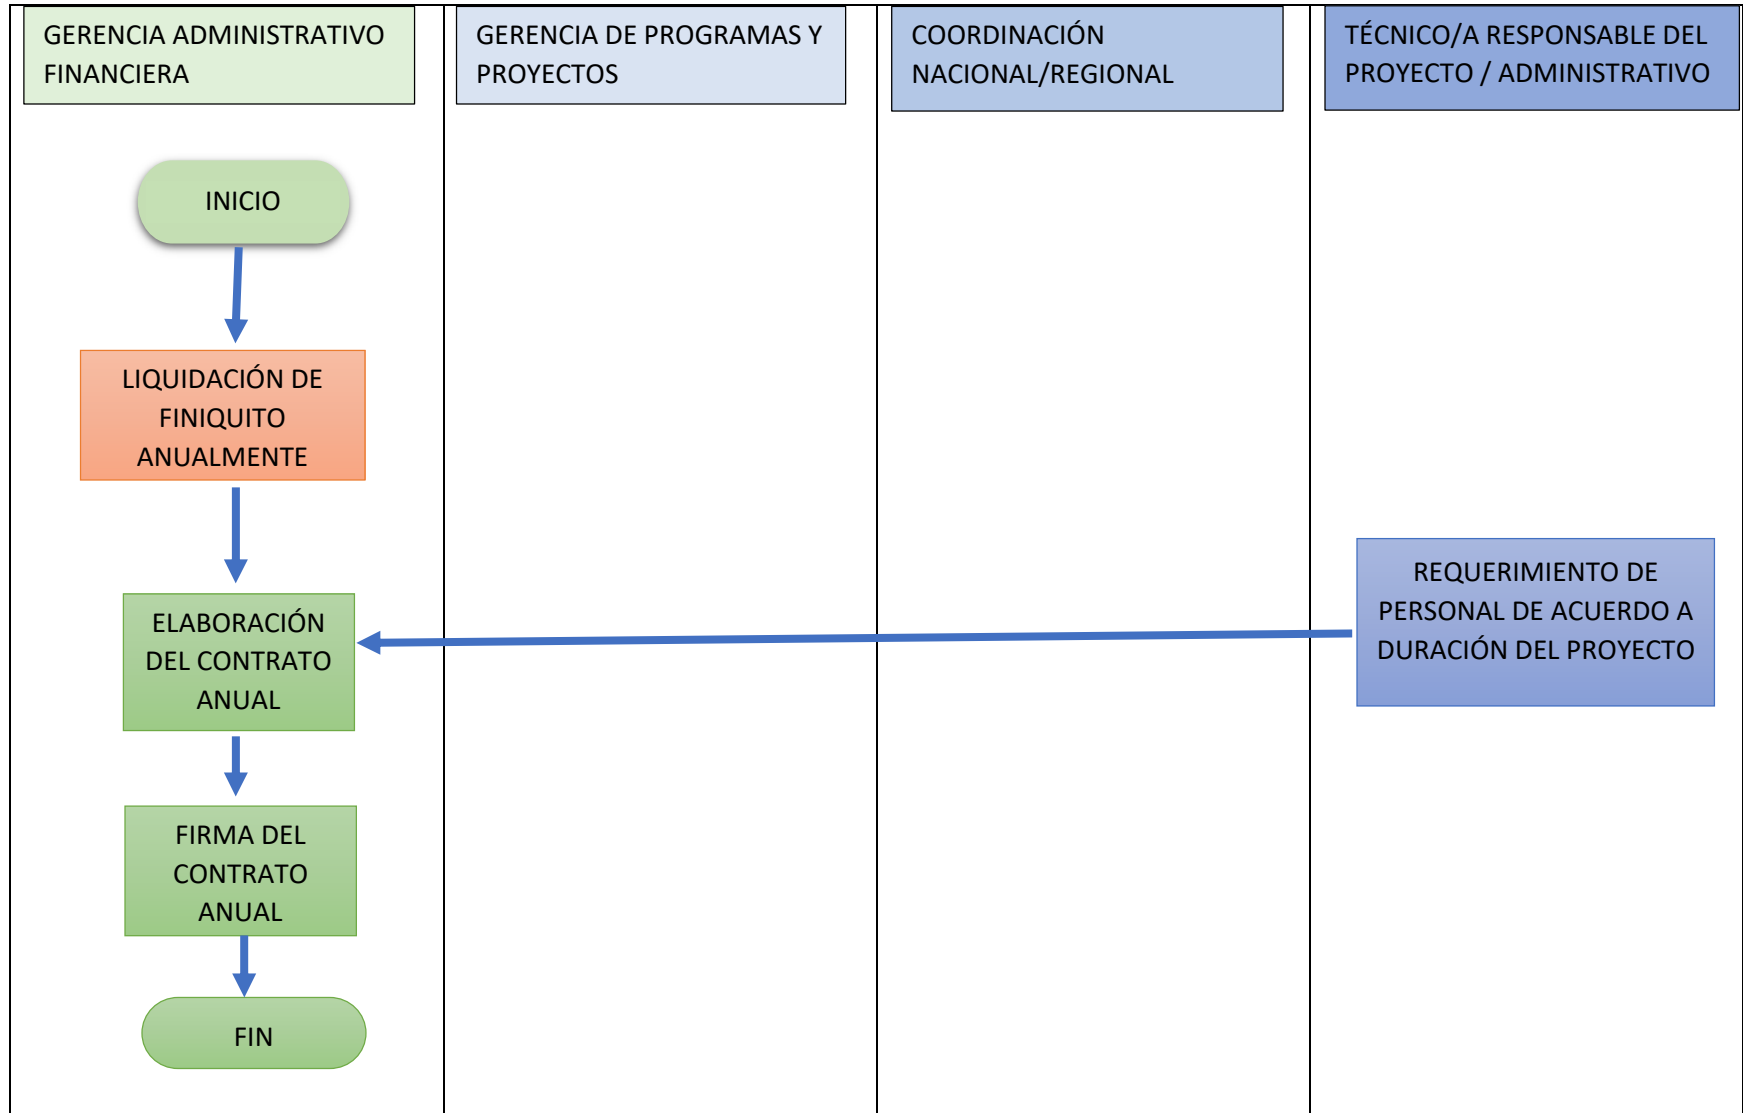 GERENCIA ADMINISTRATIVO
FINANCIERA
GERENCIA DE PROGRAMAS Y
PROYECTOS
COORDINACIÓN
NACIONAL/REGIONAL
TÉCNICO/A RESPONSABLE DEL
PROYECTO / ADMINISTRATIVO
INICIO
LIQUIDACIÓN DE
FINIQUITO
ANUALMENTE
ELABORACIÓN
DEL CONTRATO
ANUAL
REQUERIMIENTO DE
PERSONAL DE ACUERDO A
DURACIÓN DEL PROYECTO
FIRMA DEL
CONTRATO
ANUAL
FIN